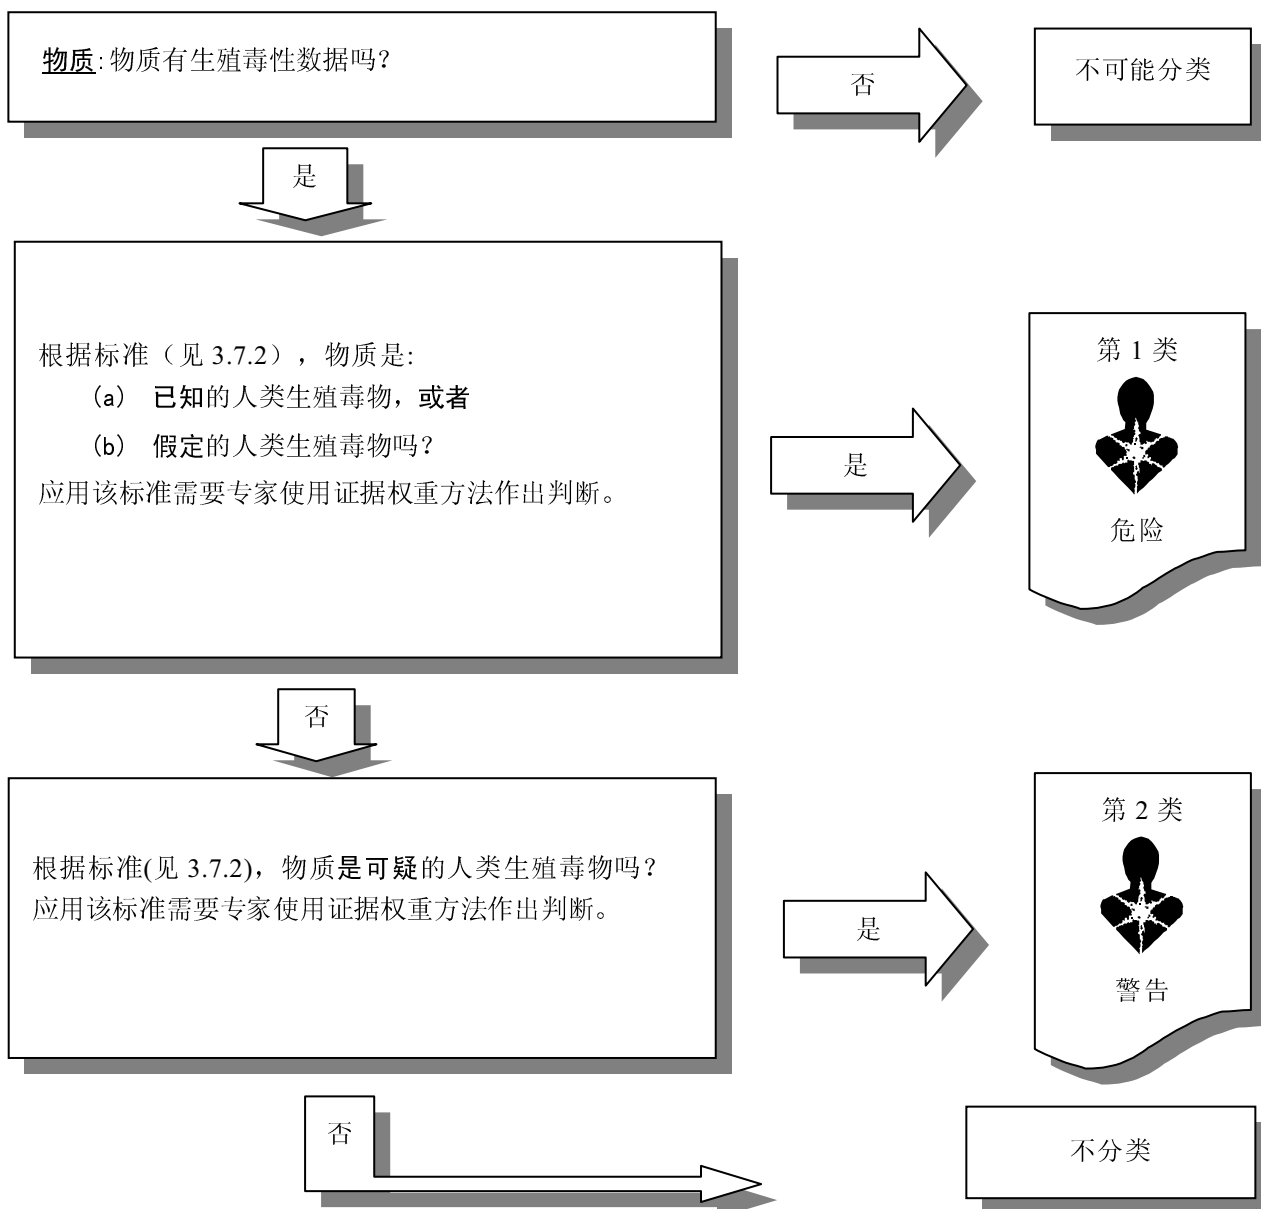 物质:物质有生殖毒性数据吗?
否
不可能分类
是
根据标准（见 3.7.2），物质是:
(a) 已知的人类生殖毒物，或者
(b) 假定的人类生殖毒物吗?
应用该标准需要专家使用证据权重方法作出判断。
是
第 1 类
危险
否
根据标准(见 3.7.2)，物质是可疑的人类生殖毒物吗?
应用该标准需要专家使用证据权重方法作出判断。
是
第 2 类
警告
否
不分类